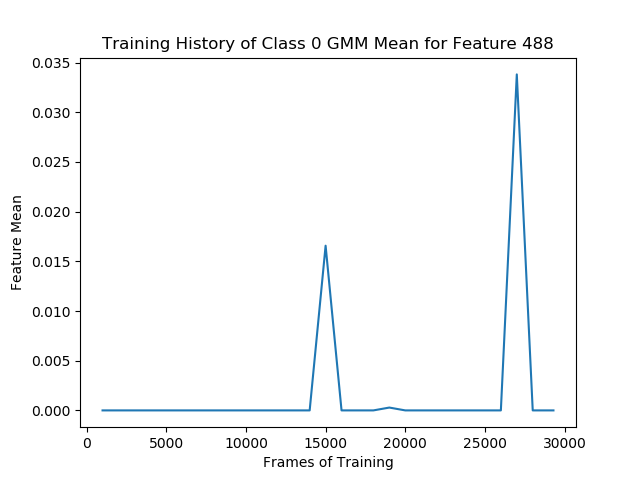 Training History of Class 0 GMM Mean for Feature 488
0.035
0.030
0.025
0.020
0.015
0.010
0.005
0.000
Feature Mean
0 5000 10000 15000 20000 25000 30000
Frames of Training